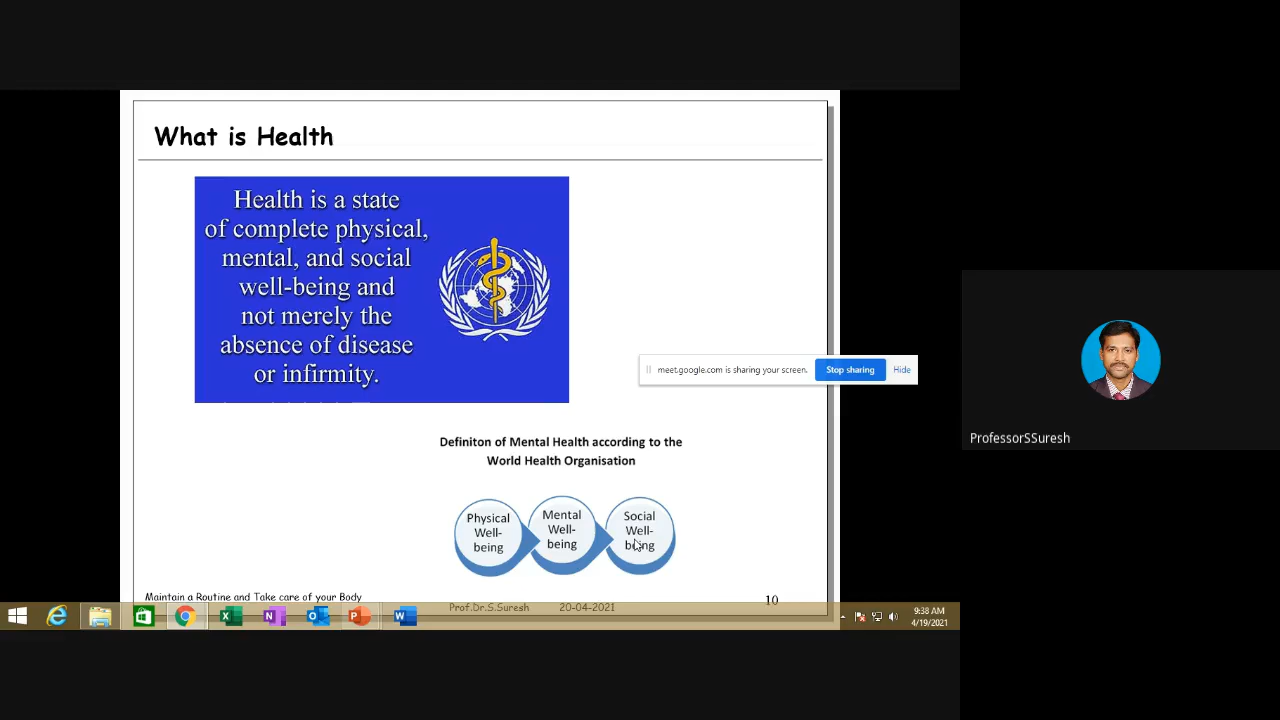 What is Health
Health is a state
of complete physical,
mental, and social
well-being and
not merely the
absence of disease
or infirmity.
meet.google.com is sharing your screen.
Stop sharing
Hide
Definiton of Mental Health according to the
World Health Organisation
Physical
Well-
being
Mental
Well-
being
Social
Well-
being
ProfessorSSuresh
Maintain a Routine and Take care of your Body
Prof.Dr.S.Suresh
20-04-2021
10
9:38 AM
4/19/2021